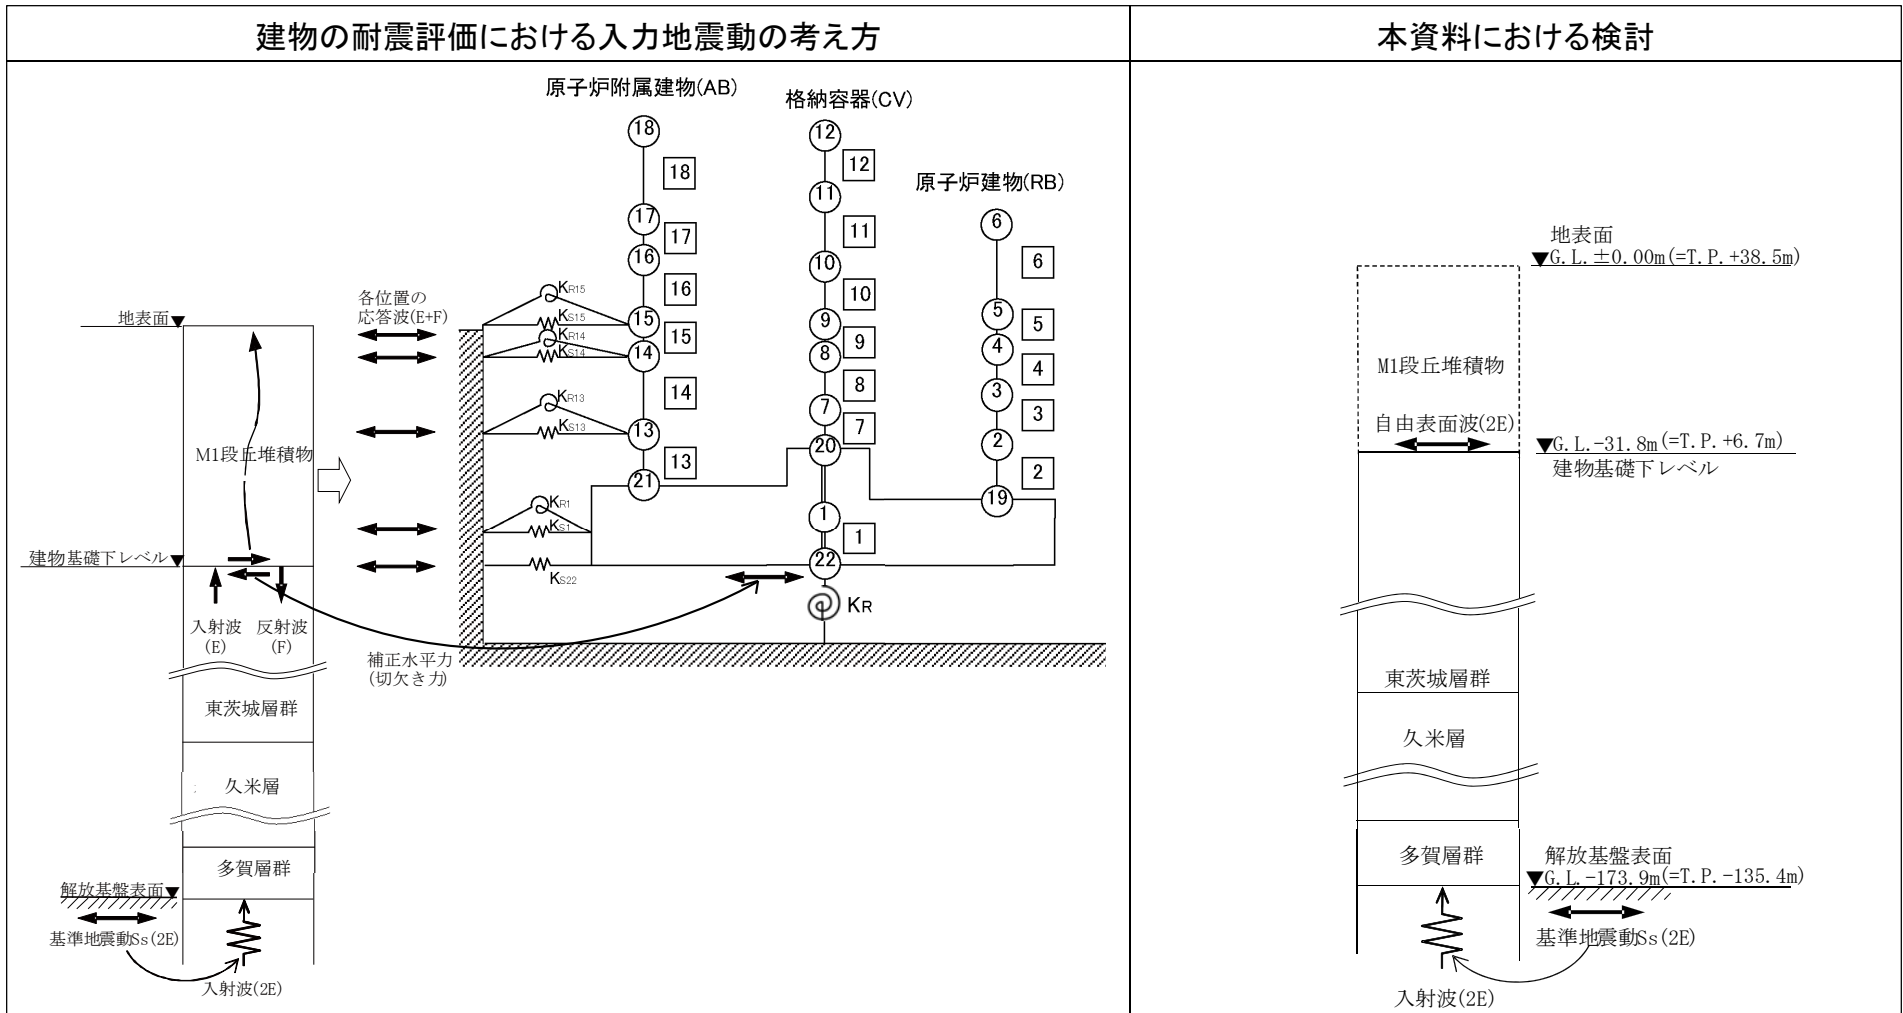 建物の耐震評価における入力地震動の考え方
原子炉附属建物(AB)
格納容器(CV)
原子炉建物(RB)
18
18
17
17
16
16
15
15
14
14
13
13
21
12
12
11
11
10
10
9
9
8
8
7
7
20
1
1
22
6
6
5
5
4
4
3
3
2
2
19
KR15
KS15
KR14
KS14
KR13
KS13
KR1
KS1
KS22
KR
各位置の
応答波(E+F)
地表面
M1段丘堆積物
建物基礎下レベル
入射波
(E)
反射波
(F)
補正水平力
(切欠き力)
東茨城層群
久米層
多賀層群
解放基盤表面
基準地震動Ss(2E)
入射波(2E)
本資料における検討
地表面
G.L.±0.00m(=T.P.+38.5m)
M1段丘堆積物
自由表面波(2E)
G.L.-31.8m(=T.P.+6.7m)
建物基礎下レベル
東茨城層群
久米層
多賀層群
解放基盤表面
G.L.-173.9m(=T.P.-135.4m)
基準地震動Ss(2E)
入射波(2E)